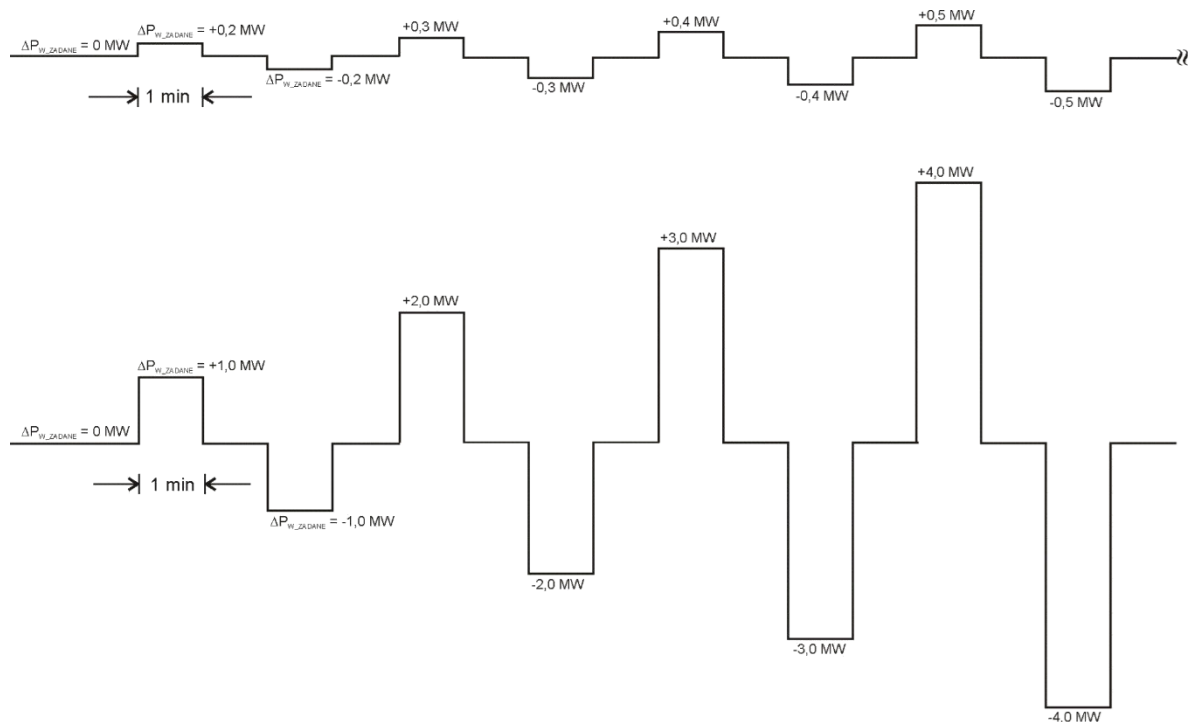 ΔP_W_ZADANE = 0 MW
ΔP_W_ZADANE = +0,2 MW
ΔP_W_ZADANE = -0,2 MW
+0,3 MW
-0,3 MW
+0,4 MW
-0,4 MW
+0,5 MW
-0,5 MW
1 min
ΔP_W_ZADANE = 0 MW
ΔP_W_ZADANE = +1,0 MW
ΔP_W_ZADANE = -1,0 MW
+2,0 MW
-2,0 MW
+3,0 MW
-3,0 MW
+4,0 MW
-4,0 MW
1 min